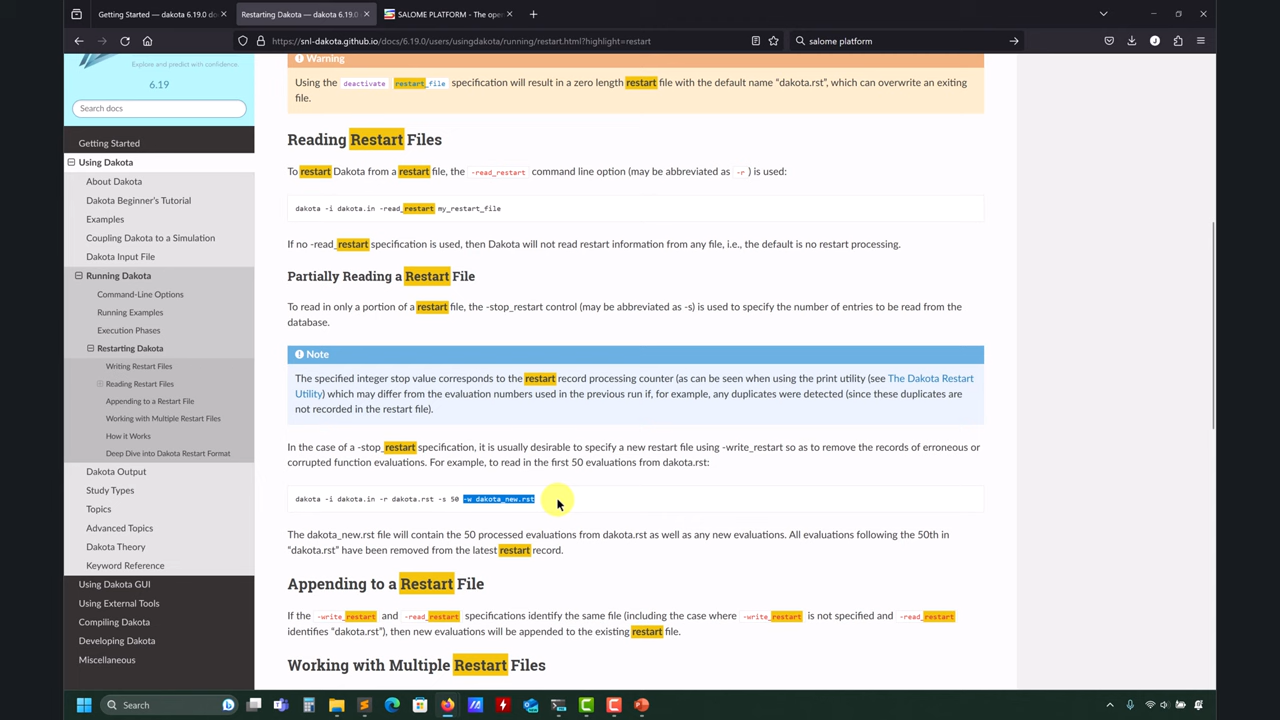 Getting Started — dakota 6.19.0 do
Restarting Dakota — dakota 6.19.0
SALOME PLATFORM - The ope
https://snl-dakota.github.io/docs/6.19.0/users/usingdakota/running/restart.html?highlight=restart
salome platform
Explore and predict with confidence.
6.19
Search docs
Getting Started
Using Dakota
About Dakota
Dakota Beginner's Tutorial
Examples
Coupling Dakota to a Simulation
Dakota Input File
Running Dakota
Command-Line Options
Running Examples
Execution Phases
Restarting Dakota
Writing Restart Files
Reading Restart Files
Appending to a Restart File
Working with Multiple Restart Files
How it Works
Deep Dive into Dakota Restart Format
Dakota Output
Study Types
Topics
Advanced Topics
Dakota Theory
Keyword Reference
Using Dakota GUI
Using External Tools
Compiling Dakota
Developing Dakota
Miscellaneous
Warning
Using the deactivate restart_file specification will result in a zero length restart file with the default name “dakota.rst”, which can overwrite an exiting
file.
Reading Restart Files
To restart Dakota from a restart file, the -read_restart command line option (may be abbreviated as -r ) is used:
dakota -i dakota.in -read_restart my_restart_file
If no -read_restart specification is used, then Dakota will not read restart information from any file, i.e., the default is no restart processing.
Partially Reading a Restart File
To read in only a portion of a restart file, the -stop_restart control (may be abbreviated as -s) is used to specify the number of entries to be read from the
database.
Note
The specified integer stop value corresponds to the restart record processing counter (as can be seen when using the print utility (see The Dakota Restart
Utility) which may differ from the evaluation numbers used in the previous run if, for example, any duplicates were detected (since these duplicates are
not recorded in the restart file).
In the case of a -stop_restart specification, it is usually desirable to specify a new restart file using -write_restart so as to remove the records of erroneous or
corrupted function evaluations. For example, to read in the first 50 evaluations from dakota.rst:
dakota -i dakota.in -r dakota.rst -s 50 -w dakota_new.rst
The dakota_new.rst file will contain the 50 processed evaluations from dakota.rst as well as any new evaluations. All evaluations following the 50th in
“dakota.rst” have been removed from the latest restart record.
Appending to a Restart File
If the -write_restart and -read_restart specifications identify the same file (including the case where -write_restart is not specified and -read_restart
identifies “dakota.rst”), then new evaluations will be appended to the existing restart file.
Working with Multiple Restart Files
Search